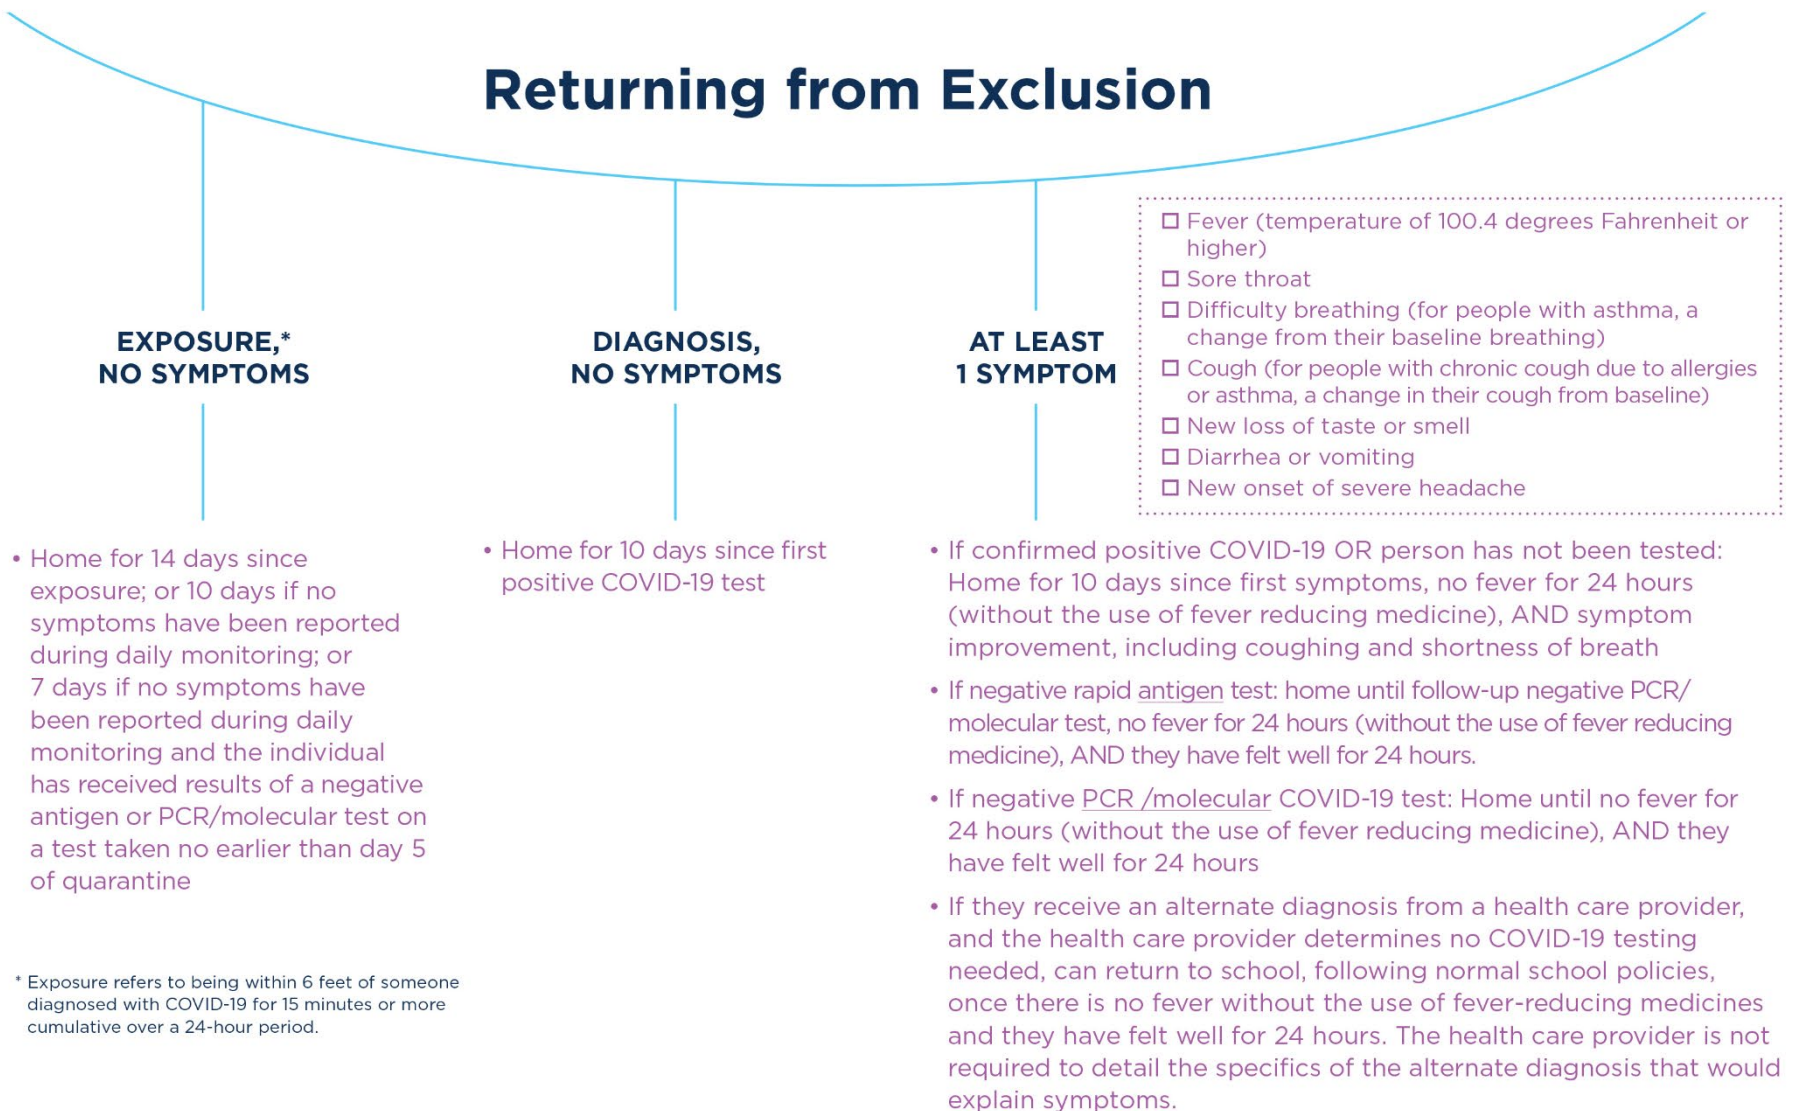 Returning from Exclusion
EXPOSURE,*
NO SYMPTOMS
• Home for 14 days since
exposure; or 10 days if no
symptoms have been reported
during daily monitoring; or
7 days if no symptoms have
been reported during daily
monitoring and the individual
has received results of a negative
antigen or PCR/molecular test on
a test taken no earlier than day 5
of quarantine
* Exposure refers to being within 6 feet of someone
diagnosed with COVID-19 for 15 minutes or more
cumulative over a 24-hour period.
DIAGNOSIS,
NO SYMPTOMS
• Home for 10 days since first
positive COVID-19 test
AT LEAST
1 SYMPTOM
Fever (temperature of 100.4 degrees Fahrenheit or
higher)
Sore throat
Difficulty breathing (for people with asthma, a
change from their baseline breathing)
Cough (for people with chronic cough due to allergies
or asthma, a change in their cough from baseline)
New loss of taste or smell
Diarrhea or vomiting
New onset of severe headache
• If confirmed positive COVID-19 OR person has not been tested:
Home for 10 days since first symptoms, no fever for 24 hours
(without the use of fever reducing medicine), AND symptom
improvement, including coughing and shortness of breath
• If negative rapid antigen test: home until follow-up negative PCR/
molecular test, no fever for 24 hours (without the use of fever reducing
medicine), AND they have felt well for 24 hours.
• If negative PCR /molecular COVID-19 test: Home until no fever for
24 hours (without the use of fever reducing medicine), AND they
have felt well for 24 hours
• If they receive an alternate diagnosis from a health care provider,
and the health care provider determines no COVID-19 testing
needed, can return to school, following normal school policies,
once there is no fever without the use of fever-reducing medicines
and they have felt well for 24 hours. The health care provider is not
required to detail the specifics of the alternate diagnosis that would
explain symptoms.